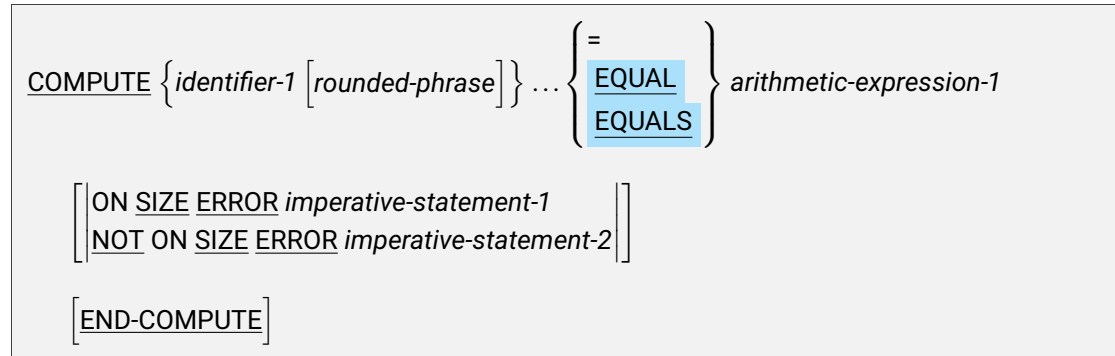 =
COMPUTE {identifier-1 [rounded-phrase]} ... { EQUAL } arithmetic-expression-1
EQUALS
[|ON SIZE ERROR imperative-statement-1
NOT ON SIZE ERROR imperative-statement-2|]
[END-COMPUTE]